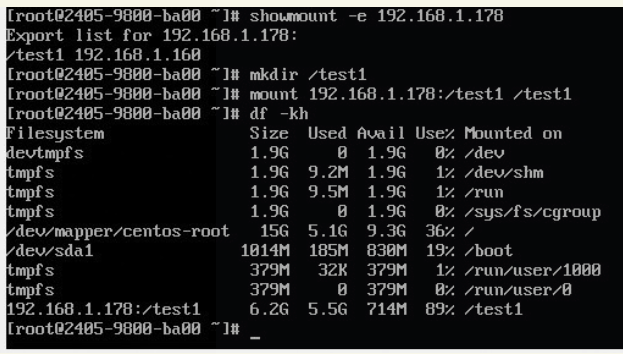 [root@2405-9800-ba00 ~]# showmount -e 192.168.1.178
Export list for 192.168.1.178:
/test1 192.168.1.160
[root@2405-9800-ba00 ~]# mkdir /test1
[root@2405-9800-ba00 ~]# mount 192.168.1.178:/test1 /test1
[root@2405-9800-ba00 ~]# df -kh
Filesystem Size Used Avail Use% Mounted on
devtmpfs 1.9G 0 1.9G 0% /dev
tmpfs 1.9G 9.2M 1.9G 1% /dev/shm
tmpfs 1.9G 9.5M 1.9G 1% /run
tmpfs 1.9G 0 1.9G 0% /sys/fs/cgroup
/dev/mapper/centos-root 15G 5.1G 9.3G 36% /
/dev/sda1 1014M 185M 830M 19% /boot
tmpfs 379M 32K 379M 1% /run/user/1000
tmpfs 379M 0 379M 0% /run/user/0
192.168.1.178:/test1 6.2G 5.5G 714M 89% /test1
[root@2405-9800-ba00 ~]# _